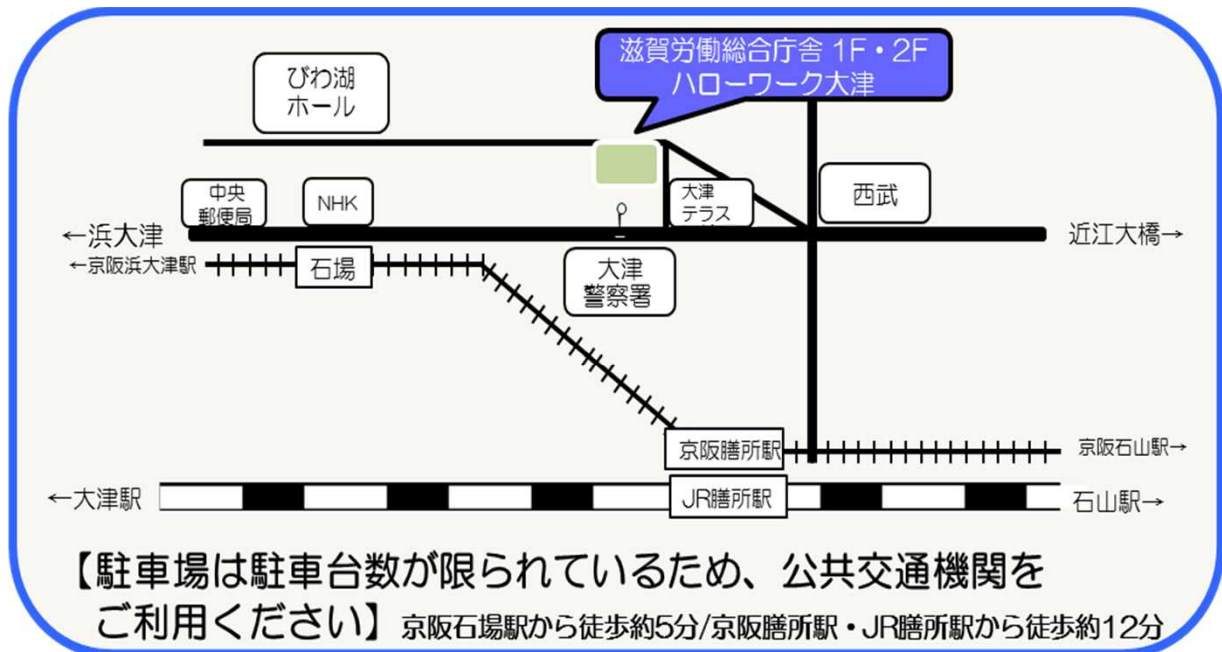 滋賀労働総合庁舎 1F・2F
ハローワーク大津
びわ湖
ホール
中央
郵便局
NHK
大津
テラス
西武
←浜大津
近江大橋→
←京阪浜大津駅
石場
大津
警察署
京阪膳所駅
京阪石山駅→
←大津駅
JR膳所駅
石山駅→
【駐車場は駐車台数が限られているため、公共交通機関を
ご利用ください】京阪石場駅から徒歩約5分/京阪膳所駅・JR膳所駅から徒歩約12分